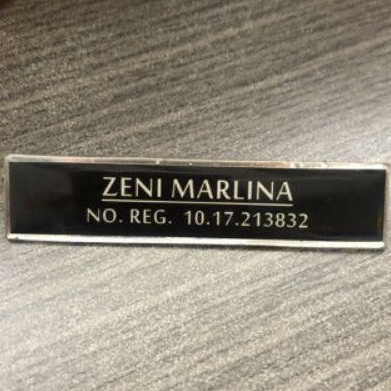 ZENI MARLINA
NO. REG. 10.17.213832